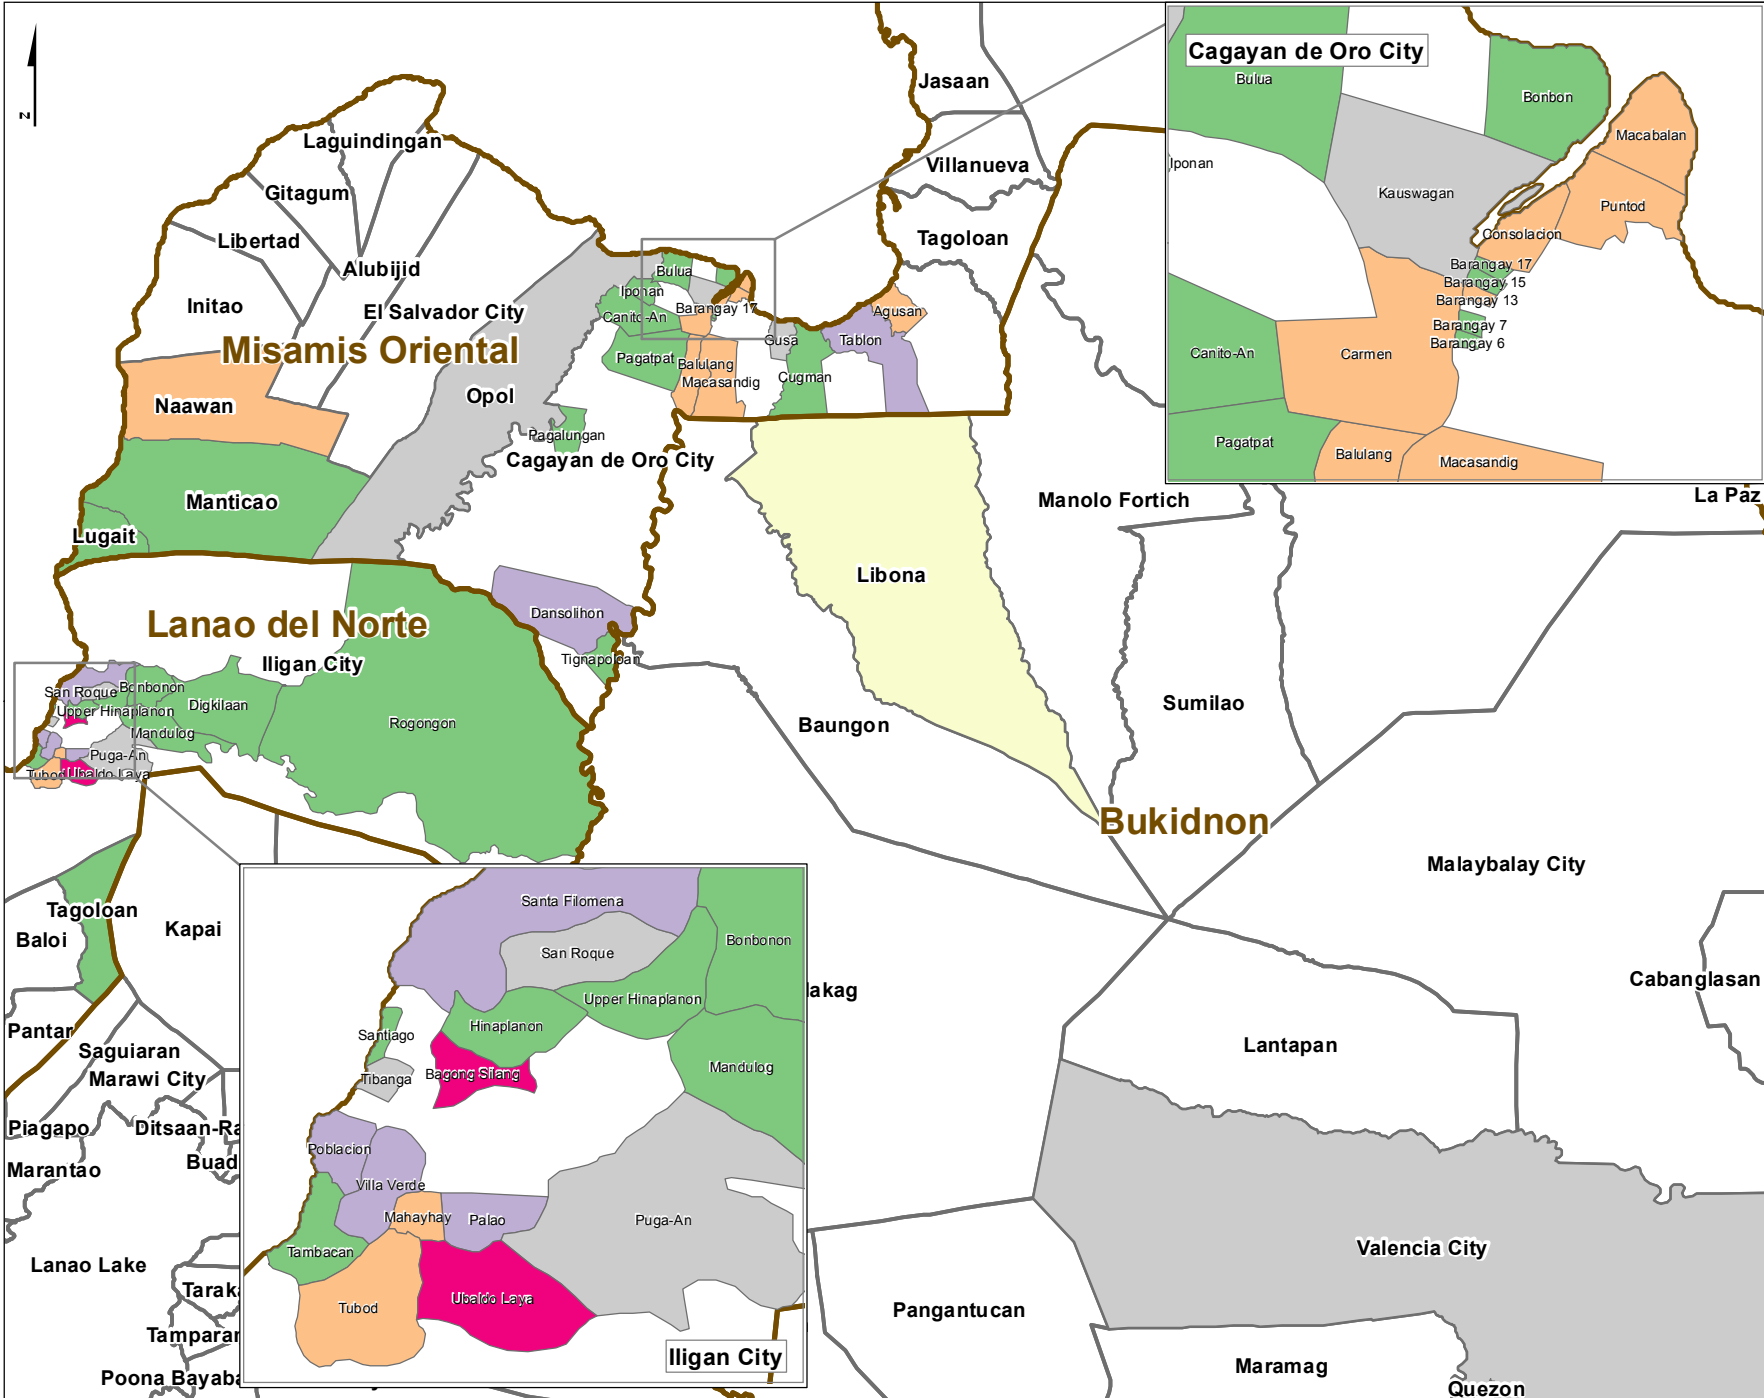 Jasaan
Laguindingan
Villanueva
Gitagum
Libertad
Tagoloan
Alubijid
Initao
El Salvador City
Misamis Oriental
Bulua
Iponan
Canito-An
Barangay 17
Agusan
Gusa
Tablon
Pagatpat
Balulang
Macasandig
Cugman
Opol
Naawan
Pagalungan
Cagayan de Oro City
Manticao
Lugait
Manolo Fortich
La Paz
Libona
Lanao del Norte
Dansolihon
Iligan City
Tignapoloan
San Roque
Bonbonon
Upper Hinaplanon
Digkilaan
Mandulog
Rogongon
Puga-An
Tubod
Ubaldo Laya
Baungon
Sumilao
Bukidnon
Malaybalay City
Tagoloan
Baloi
Kapai
Cabanglasan
lakag
Pantar
Saguiaran
Marawi City
Lantapan
Piagapo
Ditsaan-Ra
Buad
Marantao
Lanao Lake
Valencia City
Taraka
Pangantucan
Tamparan
Maramag
Poona Bayaba
Quezon
Cagayan de Oro City
Bulua
Bonbon
Macabalan
Iponan
Kauswagan
Puntod
Consolacion
Barangay 17
Barangay 15
Barangay 13
Barangay 7
Barangay 6
Canito-An
Carmen
Pagatpat
Balulang
Macasandig
Santa Filomena
San Roque
Bonbonon
Upper Hinaplanon
Hinaplanon
Santiago
Tibanga
Bagong Silang
Mandulog
Poblacion
Villa Verde
Mahayhay
Palao
Puga-An
Tambacan
Tubod
Ubaldo Laya
Iligan City
z